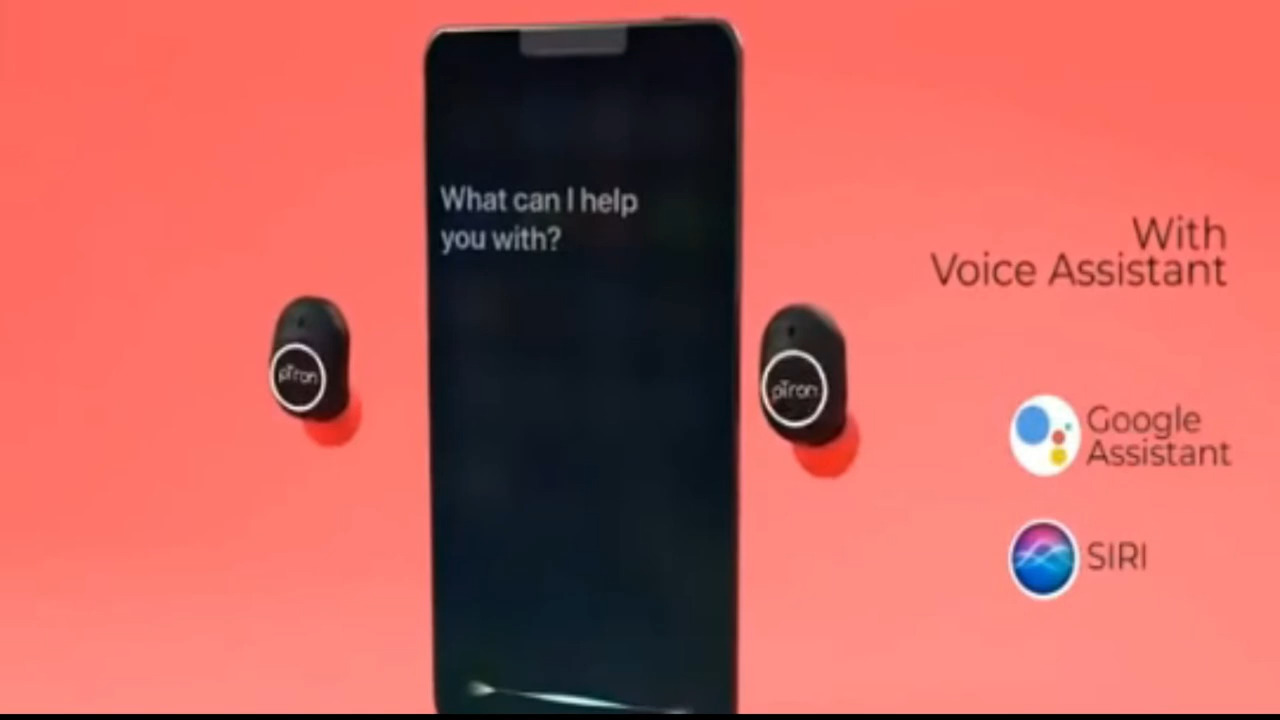 What can I help
you with?
pTron
pTron
With
Voice Assistant
Google
Assistant
SIRI